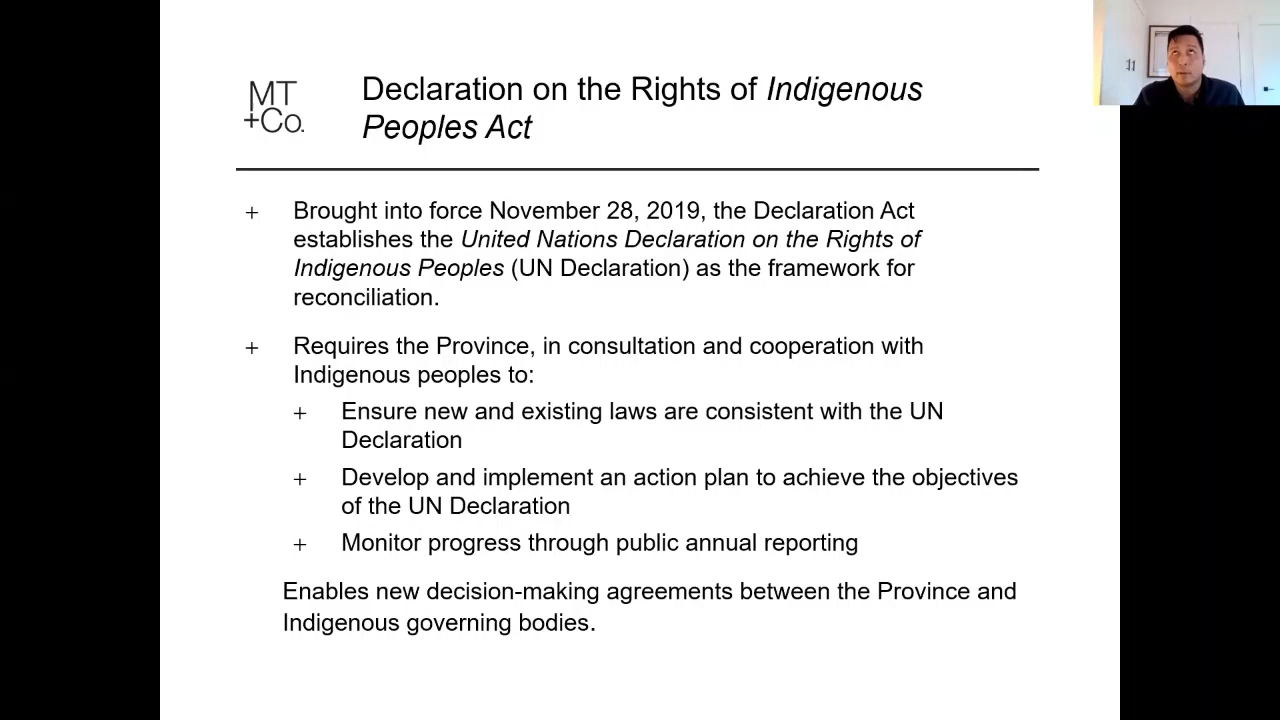 MT
+Co.
Declaration on the Rights of Indigenous
Peoples Act
+ Brought into force November 28, 2019, the Declaration Act
establishes the United Nations Declaration on the Rights of
Indigenous Peoples (UN Declaration) as the framework for
reconciliation.
+ Requires the Province, in consultation and cooperation with
Indigenous peoples to:
+ Ensure new and existing laws are consistent with the UN
Declaration
+ Develop and implement an action plan to achieve the objectives
of the UN Declaration
+ Monitor progress through public annual reporting
Enables new decision-making agreements between the Province and
Indigenous governing bodies.